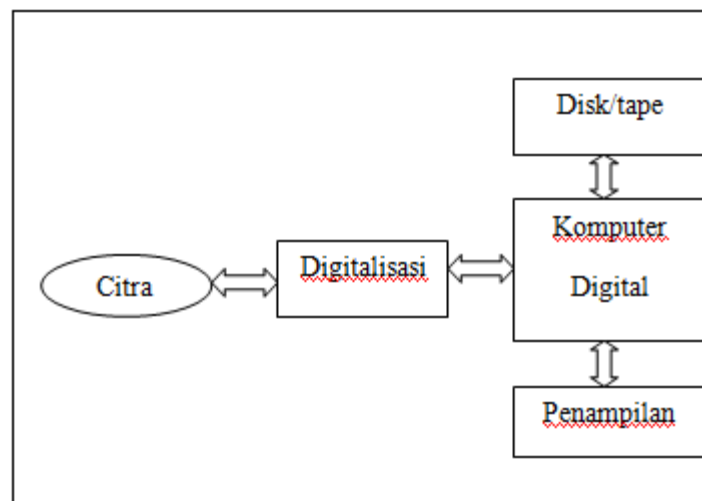 Disk/tape
Komputer
Digital
Digitalisasi
Citra
Penampilan